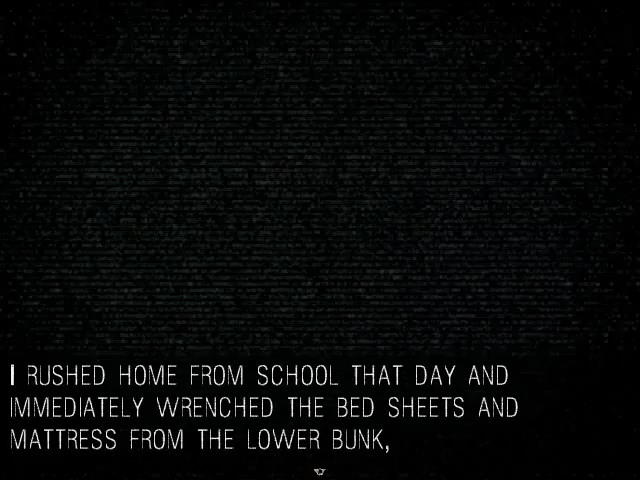 I RUSHED HOME FROM SCHOOL THAT DAY AND
IMMEDIATELY WRENCHED THE BED SHEETS AND
MATTRESS FROM THE LOWER BUNK,